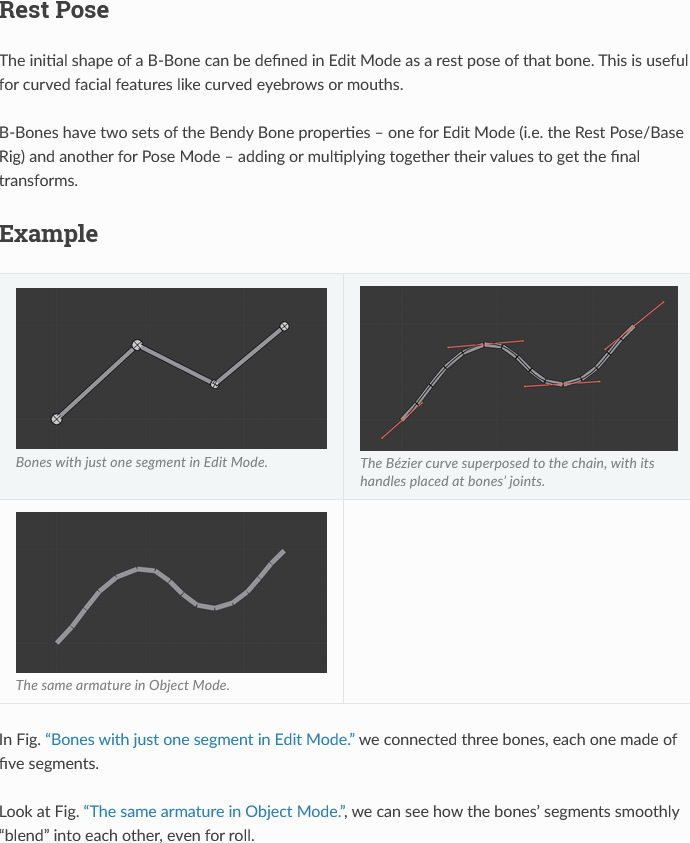 Rest Pose
The initial shape of a B-Bone can be defined in Edit Mode as a rest pose of that bone. This is useful
for curved facial features like curved eyebrows or mouths.
B-Bones have two sets of the Bendy Bone properties – one for Edit Mode (i.e. the Rest Pose/Base
Rig) and another for Pose Mode – adding or multiplying together their values to get the final
transforms.
Example
Bones with just one segment in Edit Mode.
The Bézier curve superposed to the chain, with its
handles placed at bones’ joints.
The same armature in Object Mode.
In Fig. “Bones with just one segment in Edit Mode.” we connected three bones, each one made of
five segments.
Look at Fig. “The same armature in Object Mode.”, we can see how the bones’ segments smoothly
“blend” into each other, even for roll.